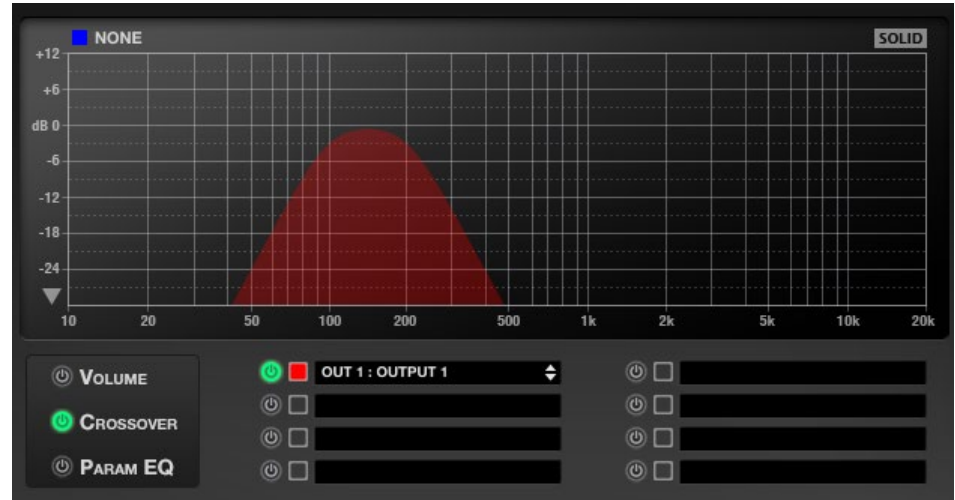 NONE
SOLID
+12
+6
dB 0
-6
-12
-18
-24
10 20 50 100 200 500 1k 2k 5k 10k 20k
VOLUME
CROSSOVER
PARAM EQ
OUT 1 : OUTPUT 1